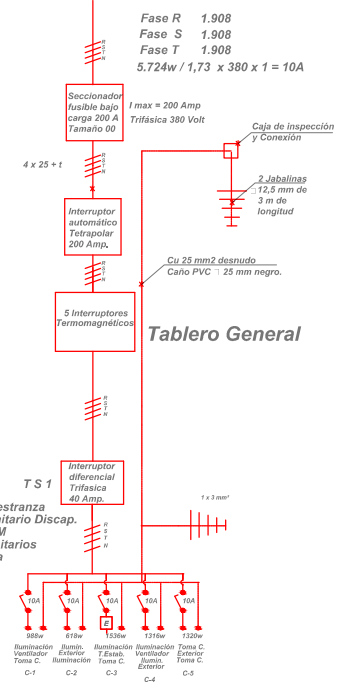 Fase R 1.908
Fase S 1.908
Fase T 1.908
5.724w / 1,73 x 380 x 1 = 10A
R
S
T
N
Seccionador
fusible bajo
carga 200 A
Tamaño 00
I max = 200 Amp
Trifásica 380 Volt
Caja de inspección
y Conexión
R
S
T
N
4 x 25 + t
2 Jabalinas
12,5 mm de
3 m de
longitud
Interruptor
automático
Tetrapolar
200 Amp.
R
S
T
N
Cu 25 mm2 desnudo
Caño PVC 25 mm negro.
5 Interruptores
Termomagnéticos
Tablero General
R
S
T
N
T S 1
Interruptor
diferencial
Trifasica
40 Amp.
1 x 3 mm²
estranza
nitario Discap.
M
nitarios
a
R
S
T
N
10A 10A 10A 10A 10A
E
988w 618w 1536w 1316w 1320w
Iluminación
Ventilador
Toma C.
C-1
Ilumin.
Exterior
Iluminación
C-2
Iluminación
T.Estab.
Toma C.
C-3
Iluminación
Ventilador
Ilumin.
Exterior
C-4
Toma C.
Exterior
Toma C.
C-5